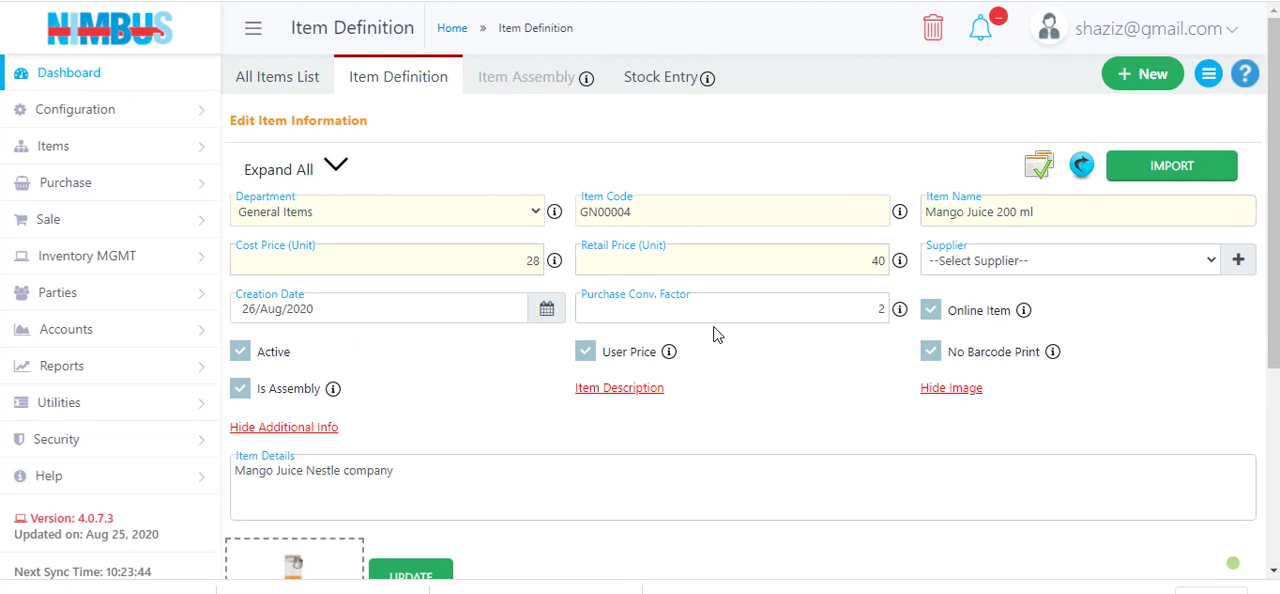 NIMBUS
Item Definition
Home » Item Definition
shaziz@gmail.com
Dashboard
Configuration
Items
Purchase
Sale
Inventory MGMT
Parties
Accounts
Reports
Utilities
Security
Help
Version: 4.0.7.3
Updated on: Aug 25, 2020
Next Sync Time: 10:23:44
All Items List
Item Definition
Item Assembly
Stock Entry
+ New
Edit Item Information
Expand All
IMPORT
Department
General Items
Item Code
GN00004
Item Name
Mango Juice 200 ml
Cost Price (Unit)
28
Retail Price (Unit)
40
Supplier
--Select Supplier--
Creation Date
26/Aug/2020
Purchase Conv. Factor
2
Online Item
Active
User Price
No Barcode Print
Is Assembly
Item Description
Hide Image
Hide Additional Info
Item Details
Mango Juice Nestle company
UPDATE